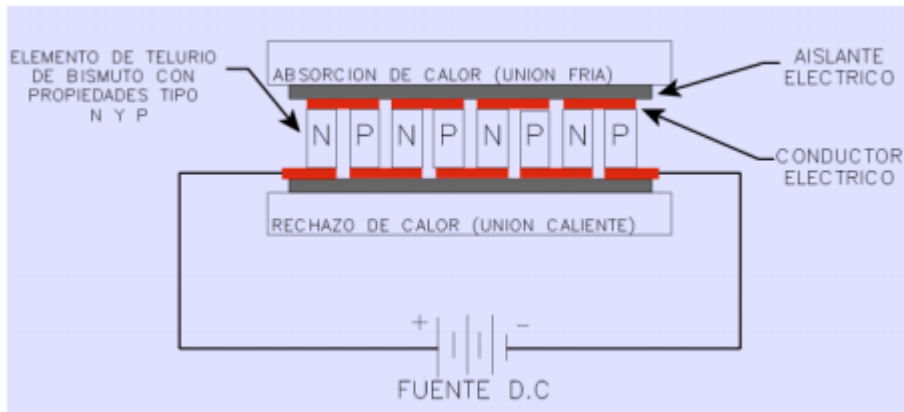 ELEMENTO DE TELURIO
DE BISMUTO CON
PROPIEDADES TIPO
N Y P
ABSORCION DE CALOR (UNION FRIA)
AISLANTE
ELECTRICO
N P N P N P N P
CONDUCTOR
ELECTRICO
RECHAZO DE CALOR (UNION CALIENTE)
+ -
FUENTE D.C